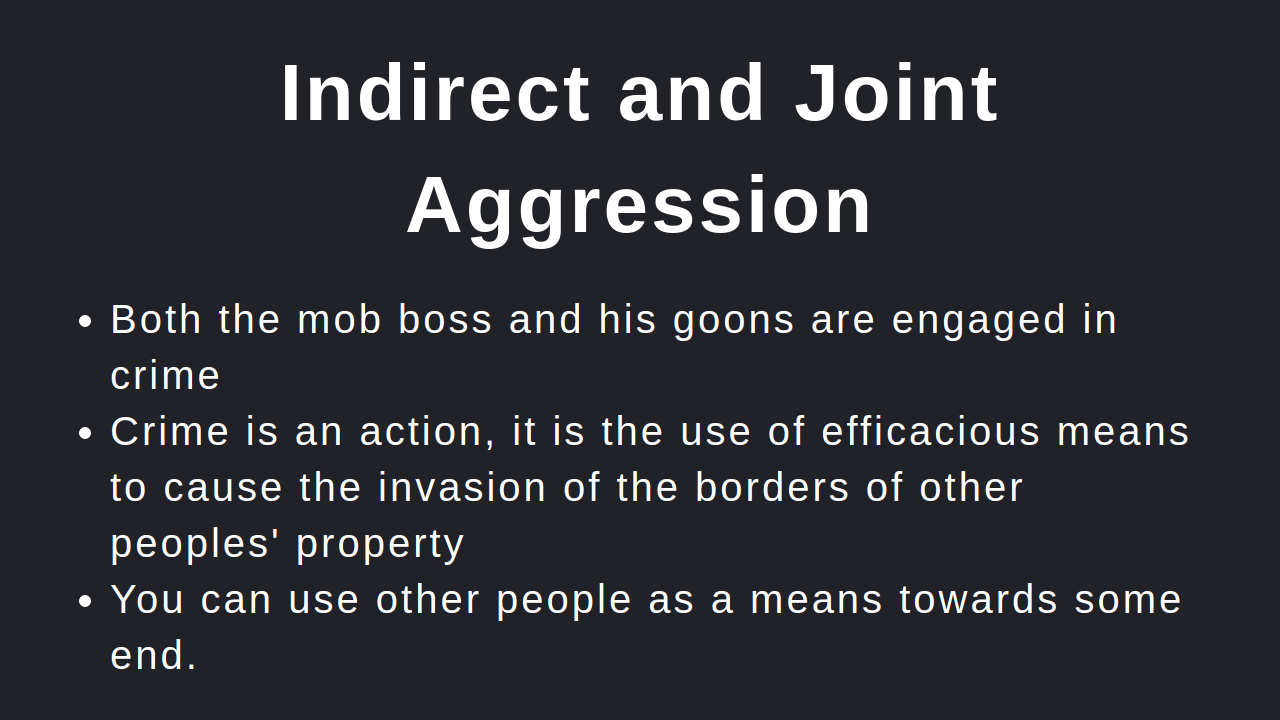 Indirect and Joint
Aggression
• Both the mob boss and his goons are engaged in
crime
• Crime is an action, it is the use of efficacious means
to cause the invasion of the borders of other
peoples' property
• You can use other people as a means towards some
end.